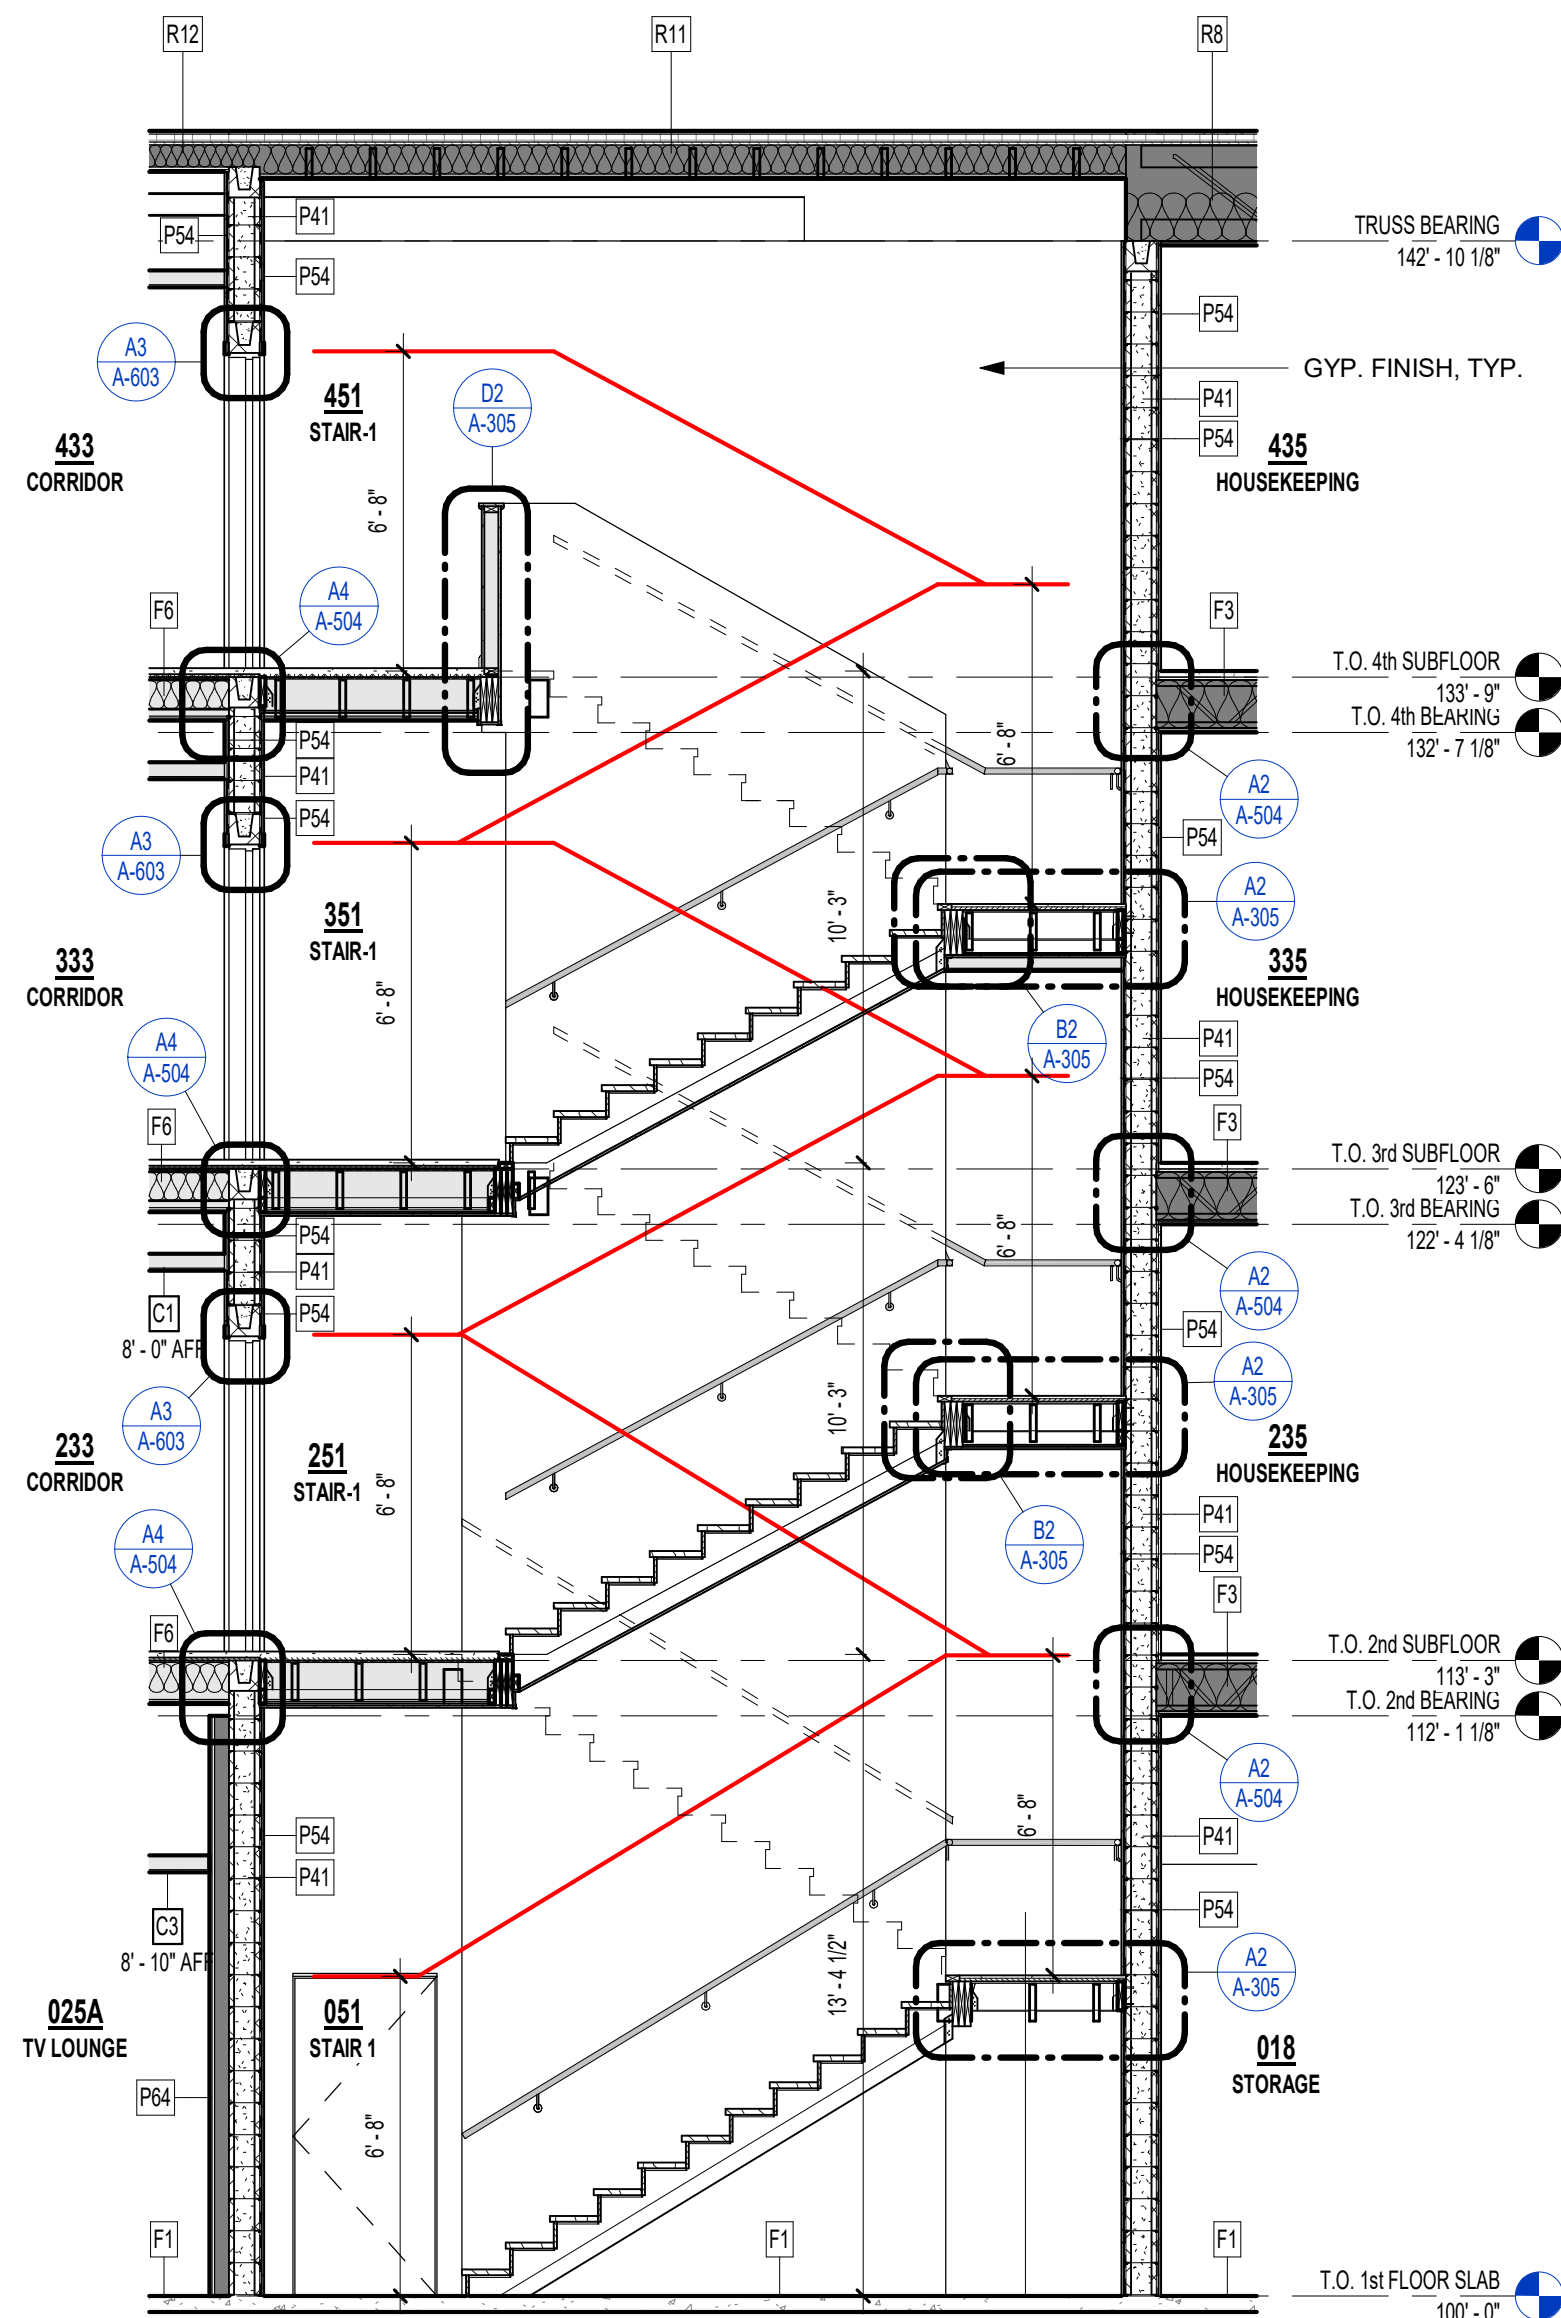 R12
R11
R8
P41
P54
P54
TRUSS BEARING
142' - 10 1/8"
P54
A3
A-603
GYP. FINISH, TYP.
451
STAIR-1
D2
A-305
P41
P54
433
CORRIDOR
435
HOUSEKEEPING
6' - 8"
A4
A-504
F6
F3
T.O. 4th SUBFLOOR
133' - 9"
T.O. 4th BEARING
132' - 7 1/8"
P54
P41
6' - 8"
P54
A2
A-504
P54
A3
A-603
351
STAIR-1
10' - 3"
A2
A-305
333
CORRIDOR
335
HOUSEKEEPING
6' - 8"
A4
A-504
B2
A-305
P41
P54
F6
F3
T.O. 3rd SUBFLOOR
123' - 6"
T.O. 3rd BEARING
122' - 4 1/8"
P54
P41
6' - 8"
C1
8' - 0" AFF
P54
A2
A-504
P54
A3
A-603
10' - 3"
A2
A-305
233
CORRIDOR
251
STAIR-1
235
HOUSEKEEPING
6' - 8"
A4
A-504
B2
A-305
P41
P54
F6
F3
T.O. 2nd SUBFLOOR
113' - 3"
T.O. 2nd BEARING
112' - 1 1/8"
A2
A-504
P54
P41
6' - 8"
P41
C3
8' - 10" AFF
P54
13' - 4 1/2"
A2
A-305
025A
TV LOUNGE
051
STAIR 1
018
STORAGE
P64
6' - 8"
F1
F1
F1
T.O. 1st FLOOR SLAB
100' - 0"